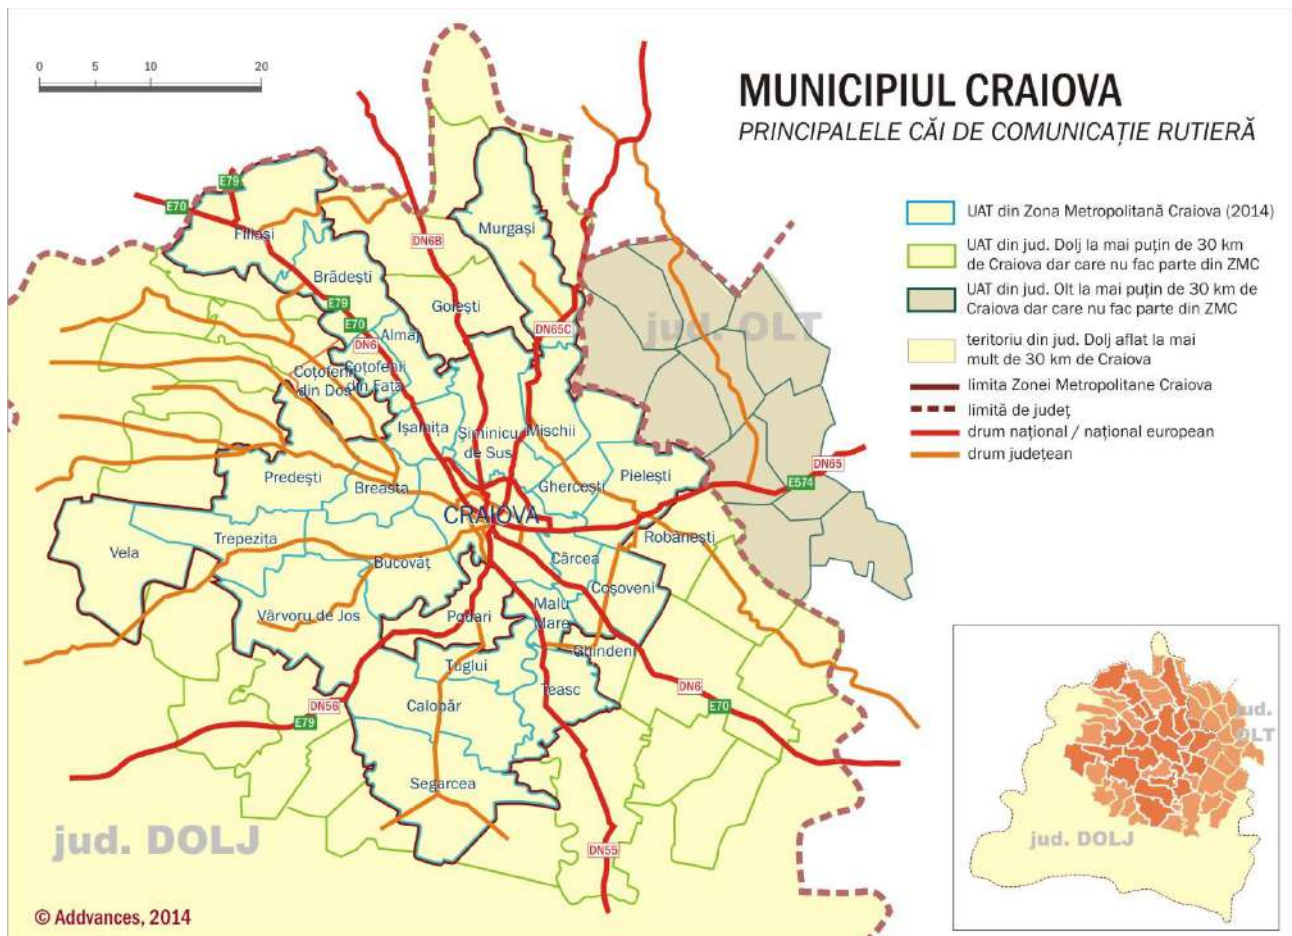 0 5 10 20
MUNICIPIUL CRAIOVA
PRINCIPALELE CĂI DE COMUNICAȚIE RUTIERĂ
UAT din Zona Metropolitană Craiova (2014)
UAT din jud. Dolj la mai puțin de 30 km
de Craiova dar care nu fac parte din ZMC
UAT din jud. Olt la mai puțin de 30 km de
Craiova dar care nu fac parte din ZMC
teritoriu din jud. Dolj aflat la mai
mult de 30 km de Craiova
limita Zonei Metropolitane Craiova
limită de județ
drum național / național european
drum județean
E79
E70
Filiași
DN6B
Murgași
Brădești
E79
Goiești
E70
DN65C
jud. OLT
Almaj
DN6
Coțofenii
din Dos
Coțofenii
din Față
Ișalnița
Șiminicu
de Sus
Mischii
DN65
Predești
Breasta
Ghercești
Pielești
E574
CRAIOVA
Vela
Trepezița
Robănești
Bucovăț
Cârcea
Coșoveni
Vârvoru de Jos
Podari
Malu
Mare
Ghindeni
Țuglui
Teasc
DN6
DN56
Calopăr
E70
E79
Segarcea
jud. DOLJ
DN55
jud.
OLT
jud. DOLJ
© Addvances, 2014